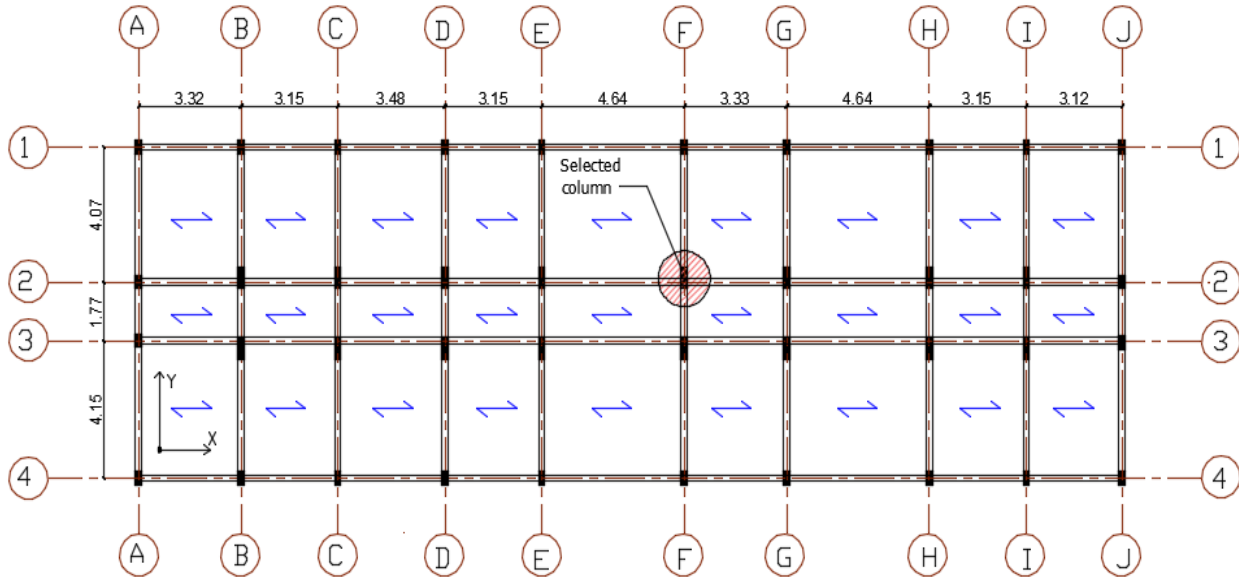 A B C D E F G H I J
3.32 3.15 3.48 3.15 4.64 3.33 4.64 3.15 3.12
1 1
Selected
column
4.07
2 2
1.77
3 3
4.15
Y
X
4 4
A B C D E F G H I J